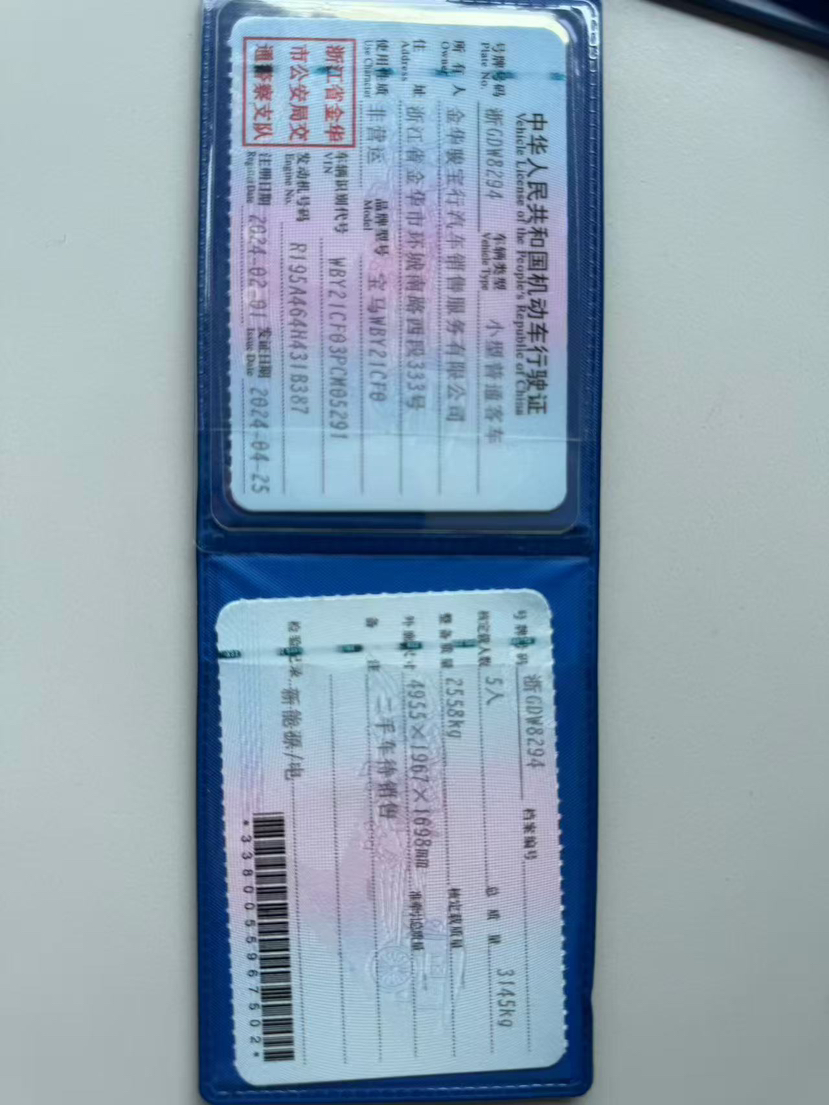 中华人民共和国机动车行驶证
Vehicle License of the People's Republic of China
号牌号码 浙GDW8294 车辆类型 小型普通客车
Plate No. Vehicle Type
所有人 金华骏宝行汽车销售服务有限公司
Owner
住址 浙江省金华市环城南路西段333号
Address
使用性质 非营运 品牌型号 宝马WBY21CF0
Use Character Model
浙江省金华
市公安局交
通警察支队
车辆识别代号 WBY21CF03PCM05291
VIN
发动机号码 R195A464H431B387
Engine No.
注册日期 2024-02-01 发证日期 2024-04-25
Register Date Issue Date
号牌号码 浙GDW8294 档案编号
核定载人数 5人 总质量 3145kg
整备质量 2558kg 核定载质量
外廓尺寸 4955×1967×1698mm 准牵引总质量
备注 二手车待销售
检验记录 新能源/电
*3380055967502*